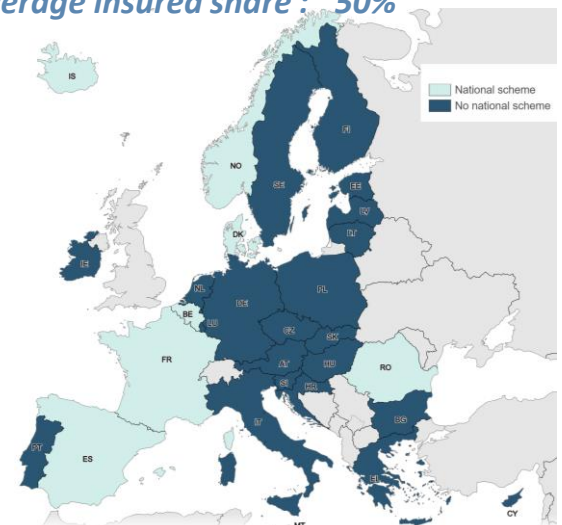 erage insured share : 30%
IS
National scheme
No national scheme
FI
NO
SE
EE
LV
DK
LT
IE
NL
DE
PL
BE
LU
CZ
SK
FR
AT
HU
SI
HR
RO
IT
BG
PT
ES
EL
CY
MT